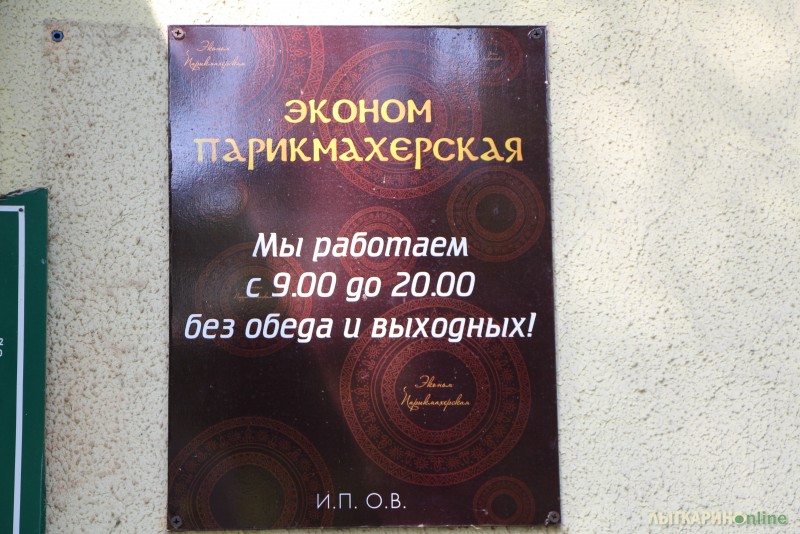 Эконом
Парикмахерская
ЭКОНОМ
ПАРИКМАХЕРСКАЯ
Мы работаем
с 9.00 до 20.00
без обеда и выходных!
Эконом
Парикмахерская
И.П. О.В.
ЛЫТКАРИНОonline